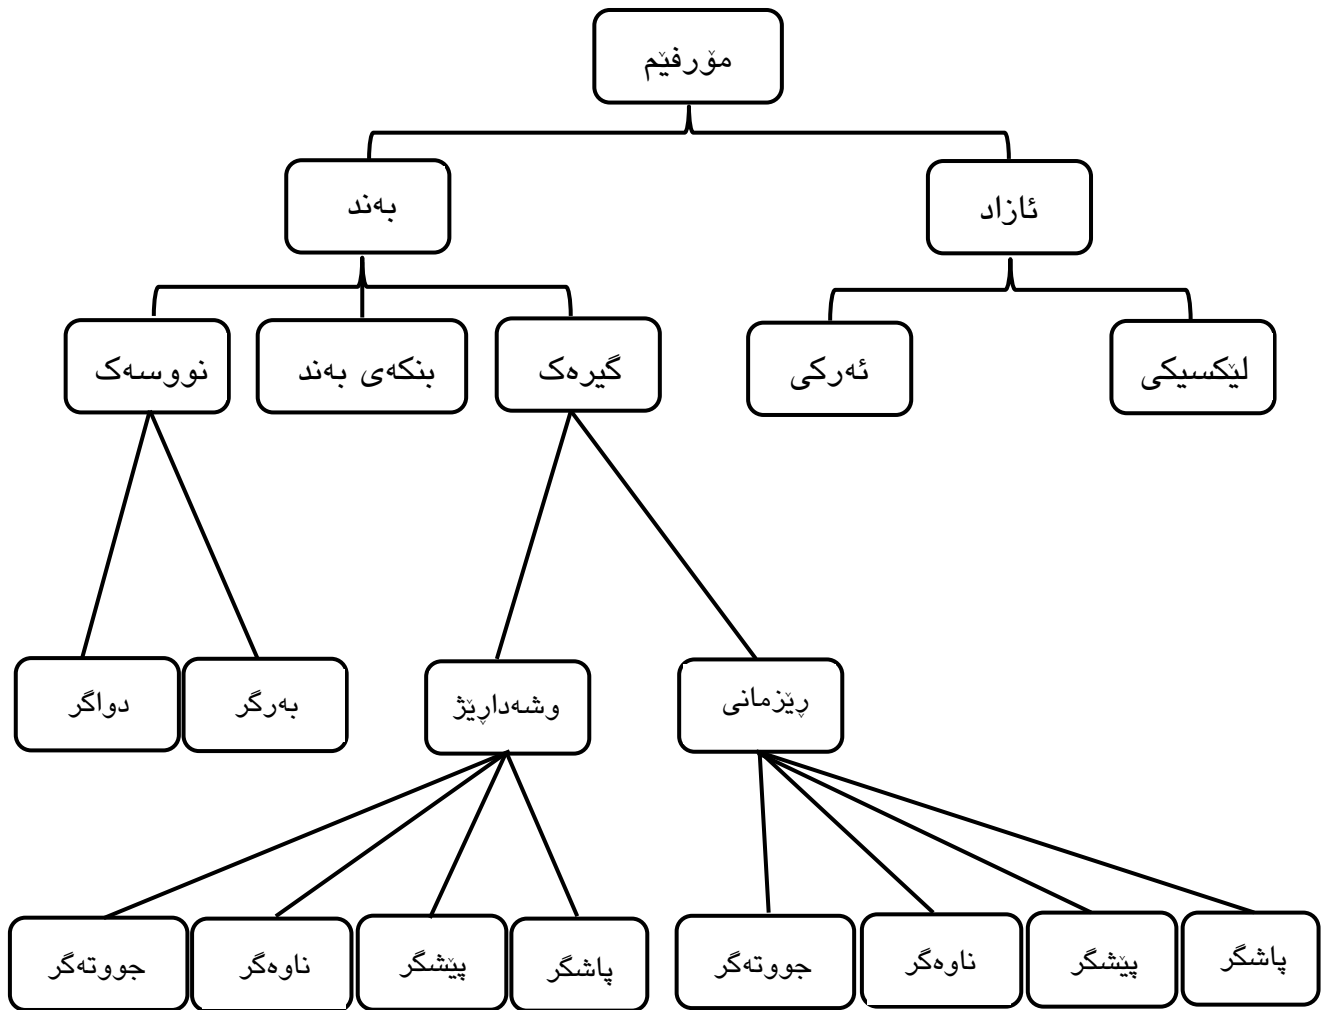 مۆرفێم
ئازاد
بەند
لێکسیکی
ئەرکی
گیرەک
بنکەی بەند
نووسەک
ڕێزمانی
وشەداڕێژ
بەرگر
دواگر
پاشگر
پێشگر
ناوەگر
جووتەگر
پاشگر
پێشگر
ناوەگر
جووتەگر